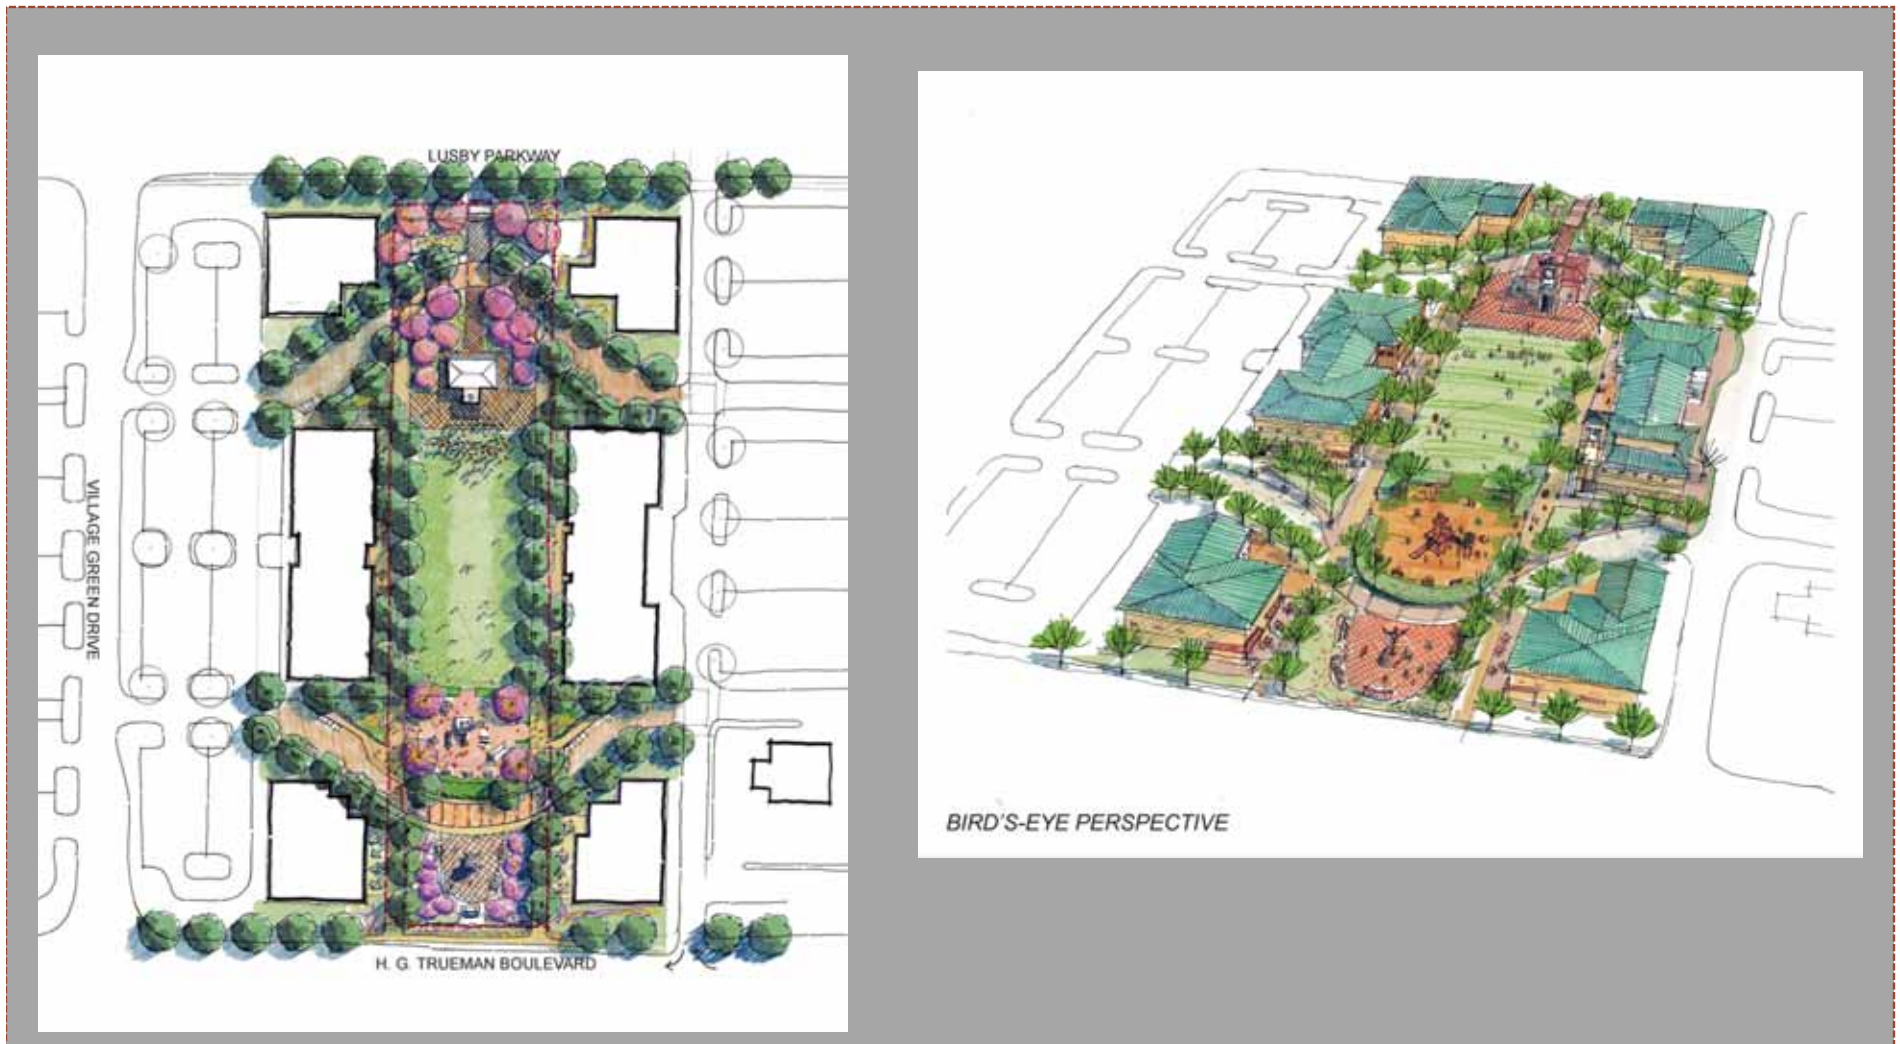 LUSBY PARKWAY
VILLAGE GREEN DRIVE
H. G. TRUEMAN BOULEVARD
BIRD'S-EYE PERSPECTIVE